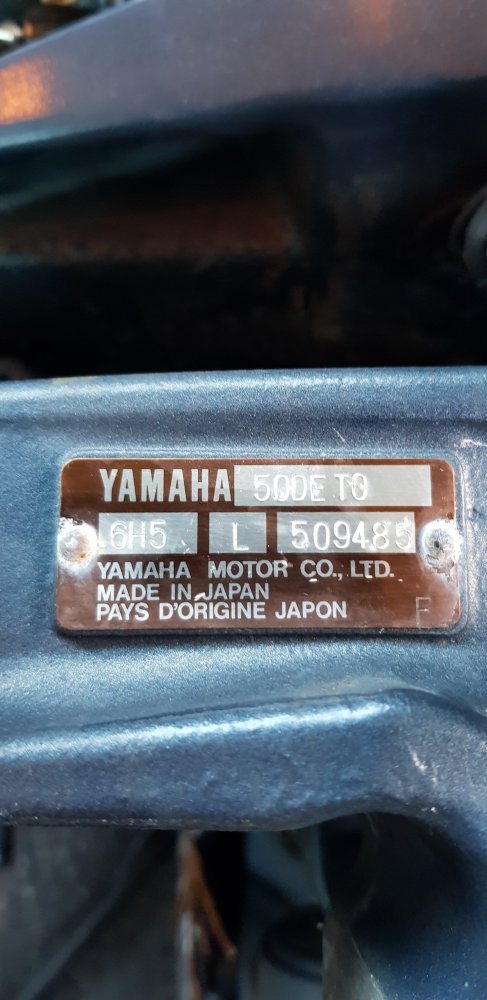 YAMAHA 50DETO
6H5 L 509485
YAMAHA MOTOR CO., LTD.
MADE IN JAPAN
PAYS D'ORIGINE JAPON F